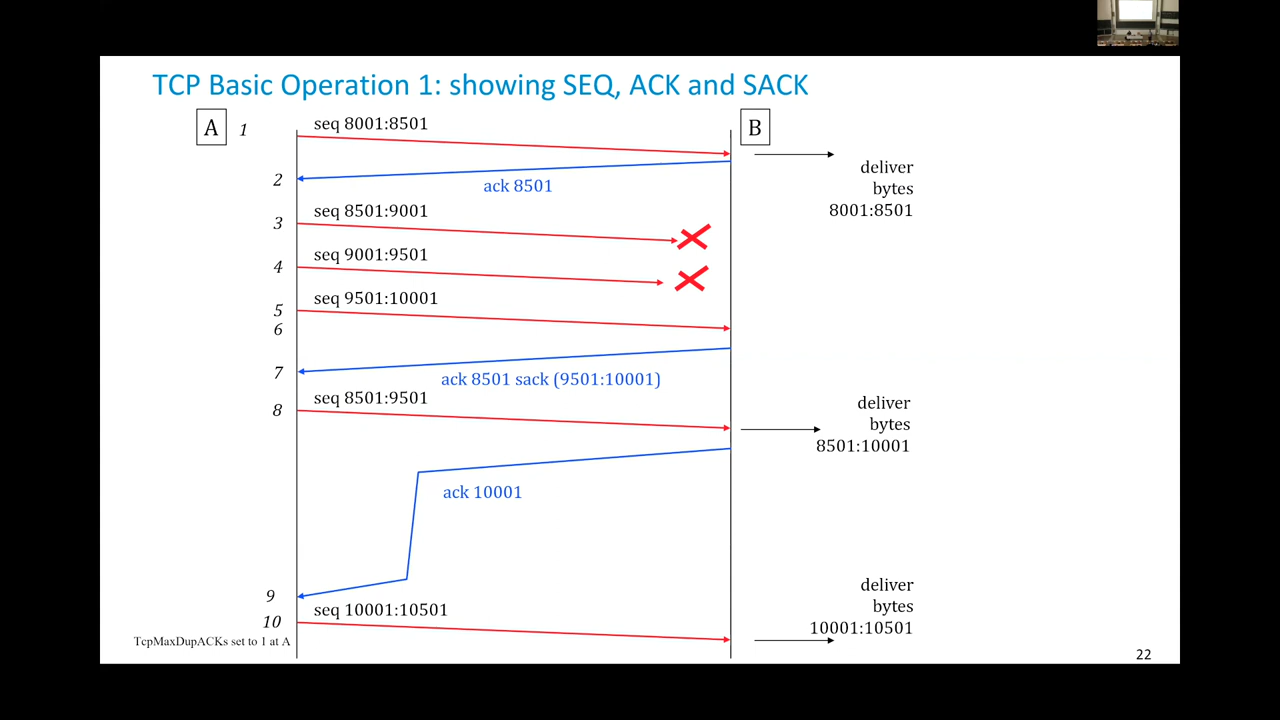 TCP Basic Operation 1: showing SEQ, ACK and SACK
A
1
seq 8001:8501
B
2
ack 8501
deliver
bytes
8001:8501
3
seq 8501:9001
4
seq 9001:9501
5
seq 9501:10001
6
7
ack 8501 sack (9501:10001)
8
seq 8501:9501
deliver
bytes
8501:10001
ack 10001
9
10
seq 10001:10501
deliver
bytes
10001:10501
TcpMaxDupACKs set to 1 at A
22